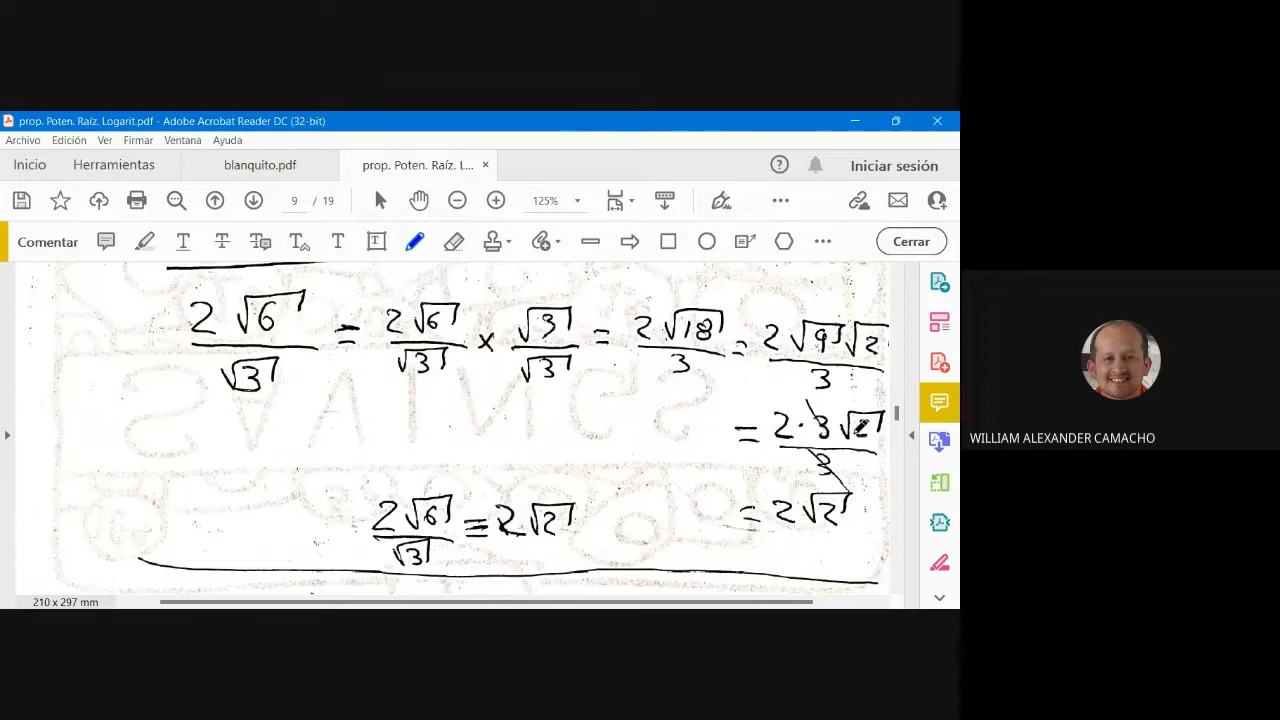 prop. Poten. Raíz. Logarit.pdf - Adobe Acrobat Reader DC (32-bit)
Archivo Edición Ver Firmar Ventana Ayuda
Inicio Herramientas blanquito.pdf prop. Poten. Raíz. L... × Iniciar sesión
9 / 19 125%
Comentar Cerrar
2√6/√3 = 2√6/√3 × √3/√3 = 2√18/3 = 2√9√2/3
= 2·3√2/3
= 2√2
2√6/√3 = 2√2
SAINES
210 x 297 mm
WILLIAM ALEXANDER CAMACHO